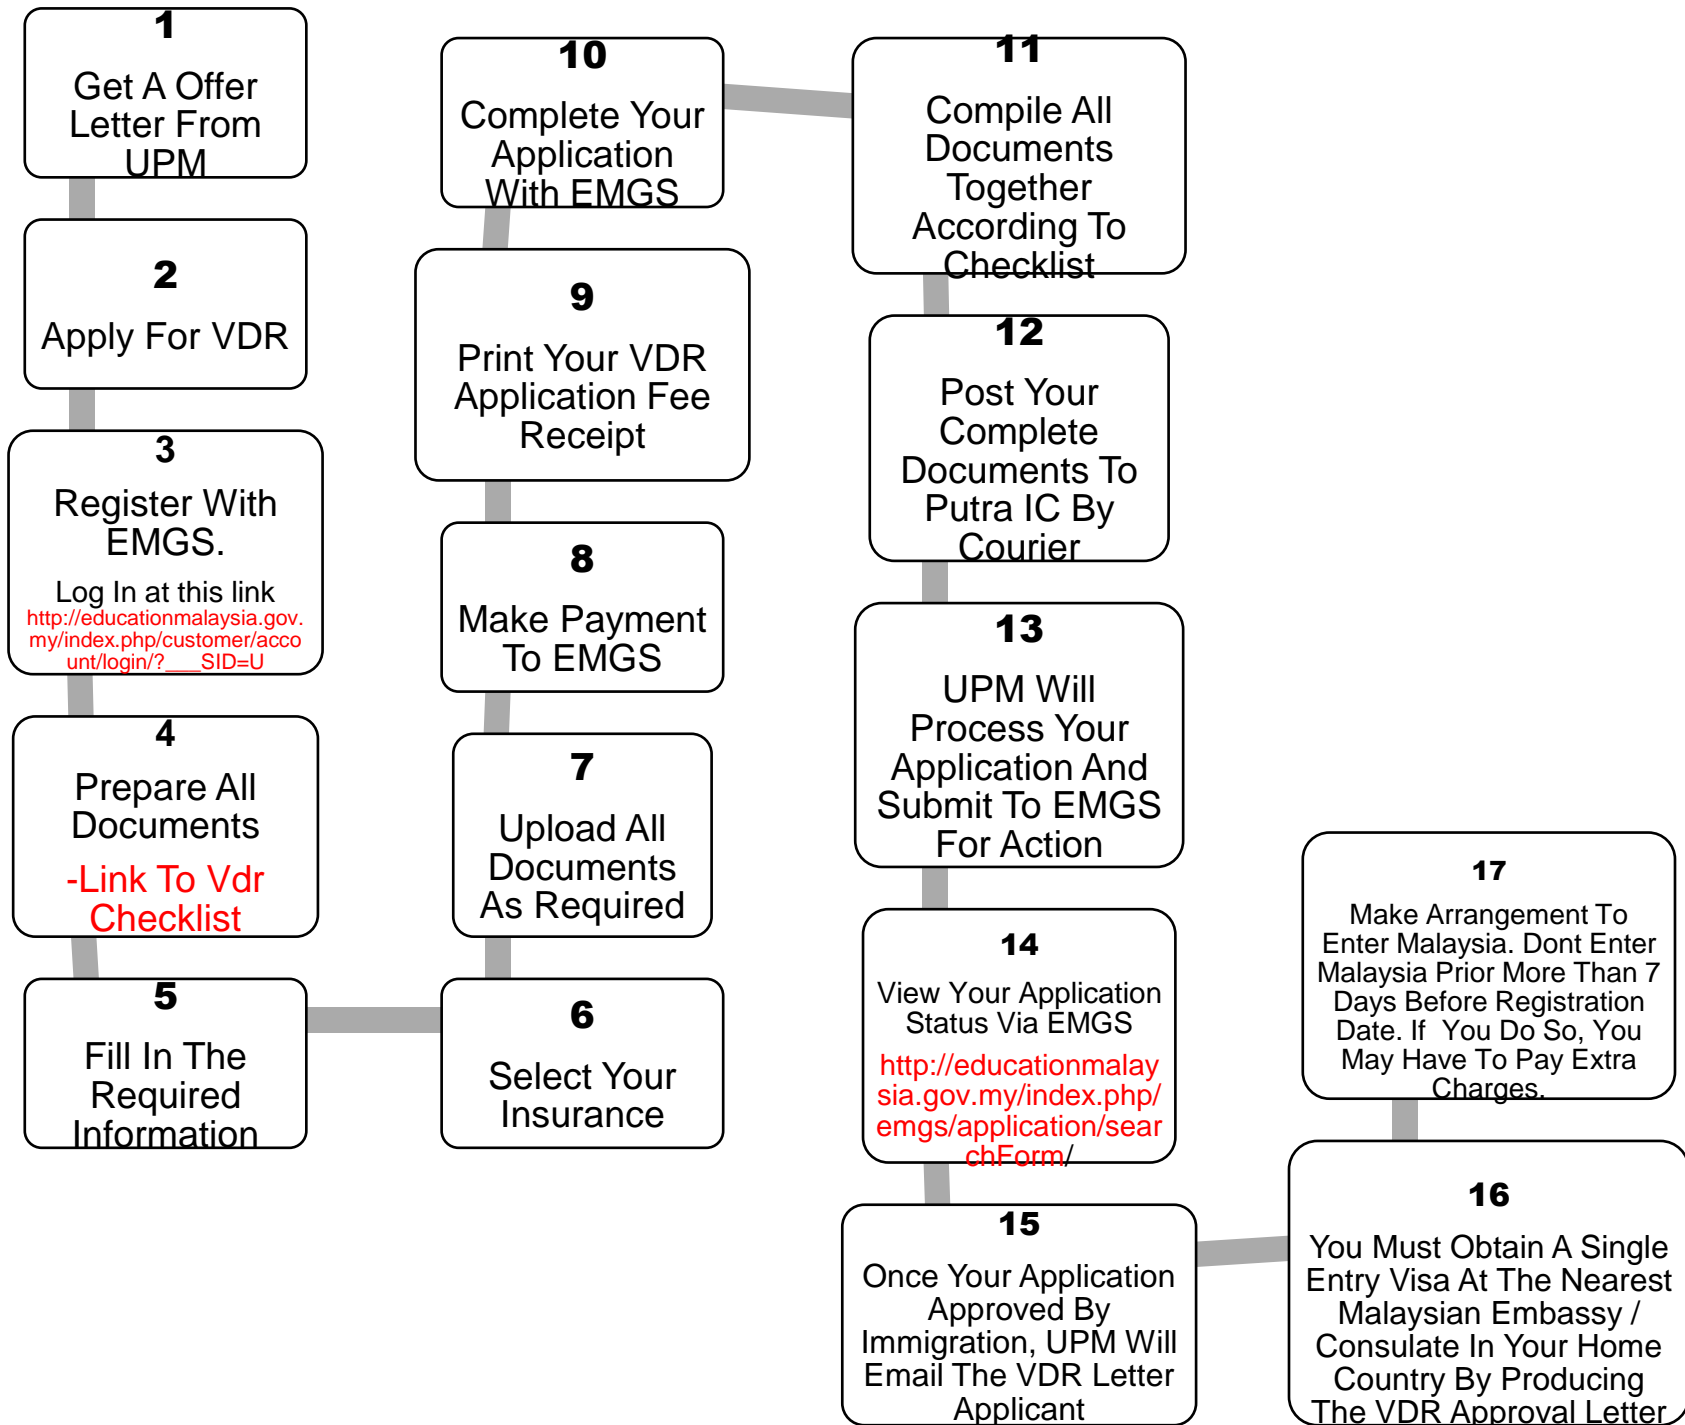 1
Get A Offer
Letter From
UPM
2
Apply For VDR
3
Register With
EMGS.
Log In at this link
http://educationmalaysia.gov.
my/index.php/customer/acco
unt/login/?___SID=U
4
Prepare All
Documents
-Link To Vdr
Checklist
5
Fill In The
Required
Information
6
Select Your
Insurance
7
Upload All
Documents
As Required
8
Make Payment
To EMGS
9
Print Your VDR
Application Fee
Receipt
10
Complete Your
Application
With EMGS
11
Compile All
Documents
Together
According To
Checklist
12
Post Your
Complete
Documents To
Putra IC By
Courier
13
UPM Will
Process Your
Application And
Submit To EMGS
For Action
14
View Your Application
Status Via EMGS
http://educationmalay
sia.gov.my/index.php/
emgs/application/sear
chForm/
15
Once Your Application
Approved By
Immigration, UPM Will
Email The VDR Letter
Applicant
16
You Must Obtain A Single
Entry Visa At The Nearest
Malaysian Embassy /
Consulate In Your Home
Country By Producing
The VDR Approval Letter
17
Make Arrangement To
Enter Malaysia. Dont Enter
Malaysia Prior More Than 7
Days Before Registration
Date. If  You Do So, You
May Have To Pay Extra
Charges.